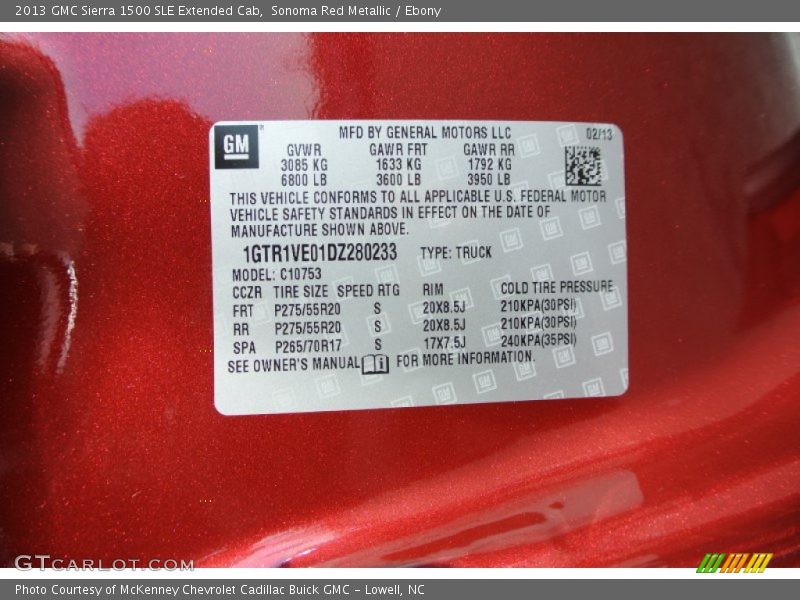 2013 GMC Sierra 1500 SLE Extended Cab, Sonoma Red Metallic / Ebony
GM
MFD BY GENERAL MOTORS LLC 02/13
GVWR GAWR FRT GAWR RR
3085 KG 1633 KG 1792 KG
6800 LB 3600 LB 3950 LB
THIS VEHICLE CONFORMS TO ALL APPLICABLE U.S. FEDERAL MOTOR
VEHICLE SAFETY STANDARDS IN EFFECT ON THE DATE OF
MANUFACTURE SHOWN ABOVE.
1GTR1VE01DZ280233 TYPE: TRUCK
MODEL: C10753
CCZR TIRE SIZE SPEED RTG RIM COLD TIRE PRESSURE
FRT P275/55R20 S 20X8.5J 210KPA(30PSI)
RR P275/55R20 S 20X8.5J 210KPA(30PSI)
SPA P265/70R17 S 17X7.5J 240KPA(35PSI)
SEE OWNER'S MANUAL FOR MORE INFORMATION.
GTCARLOT.COM
Photo Courtesy of McKenney Chevrolet Cadillac Buick GMC - Lowell, NC